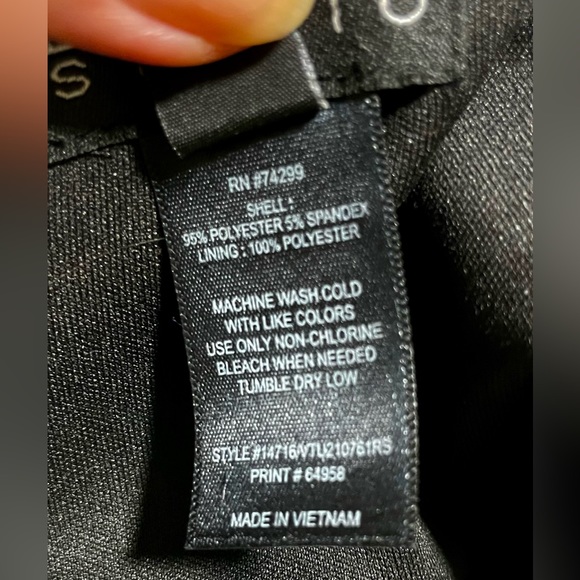 S
RN #74299
SHELL :
95% POLYESTER 5% SPANDEX
LINING : 100% POLYESTER
MACHINE WASH COLD
WITH LIKE COLORS
USE ONLY NON-CHLORINE
BLEACH WHEN NEEDED
TUMBLE DRY LOW
STYLE #14716/VTU210761RS
PRINT # 64958
MADE IN VIETNAM